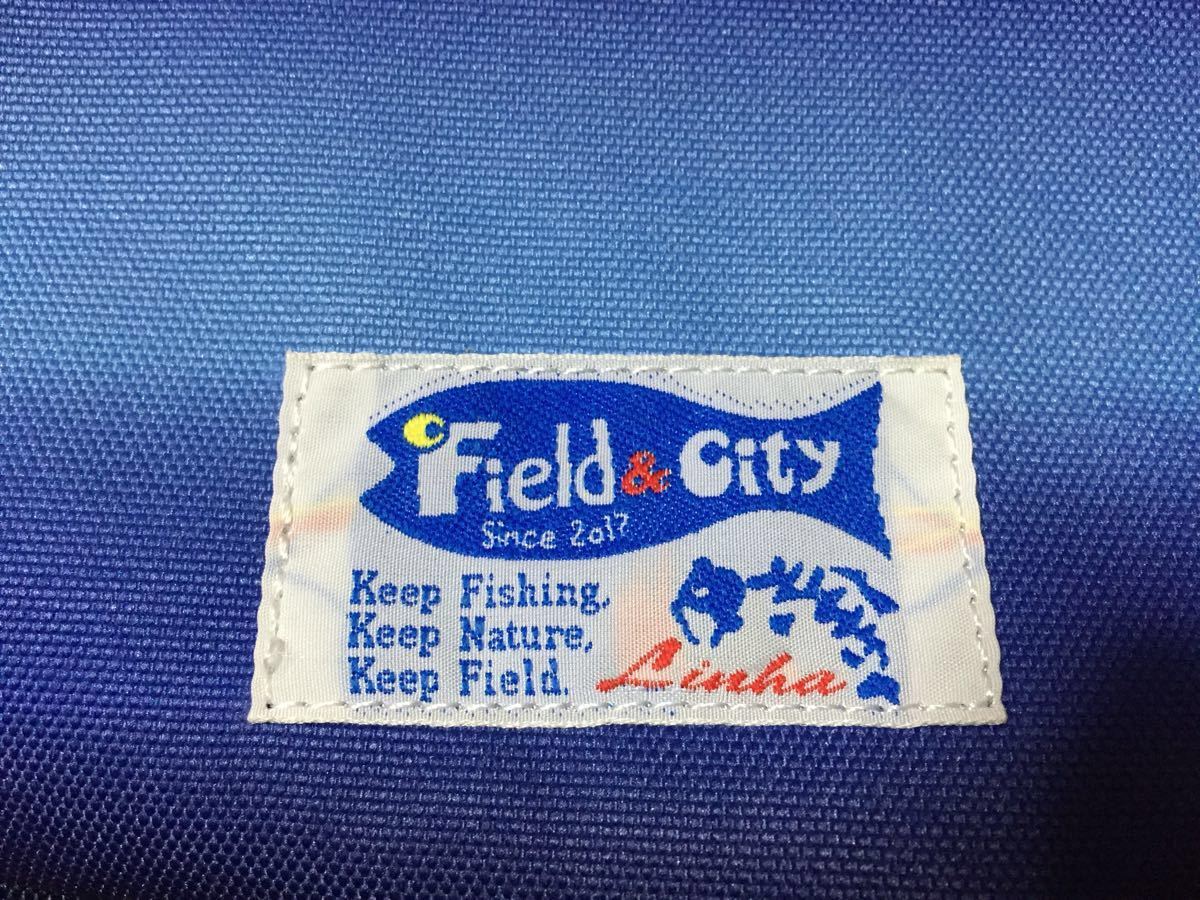 Field & City
Since 2017
Keep Fishing.
Keep Nature,
Keep Field.
Linha